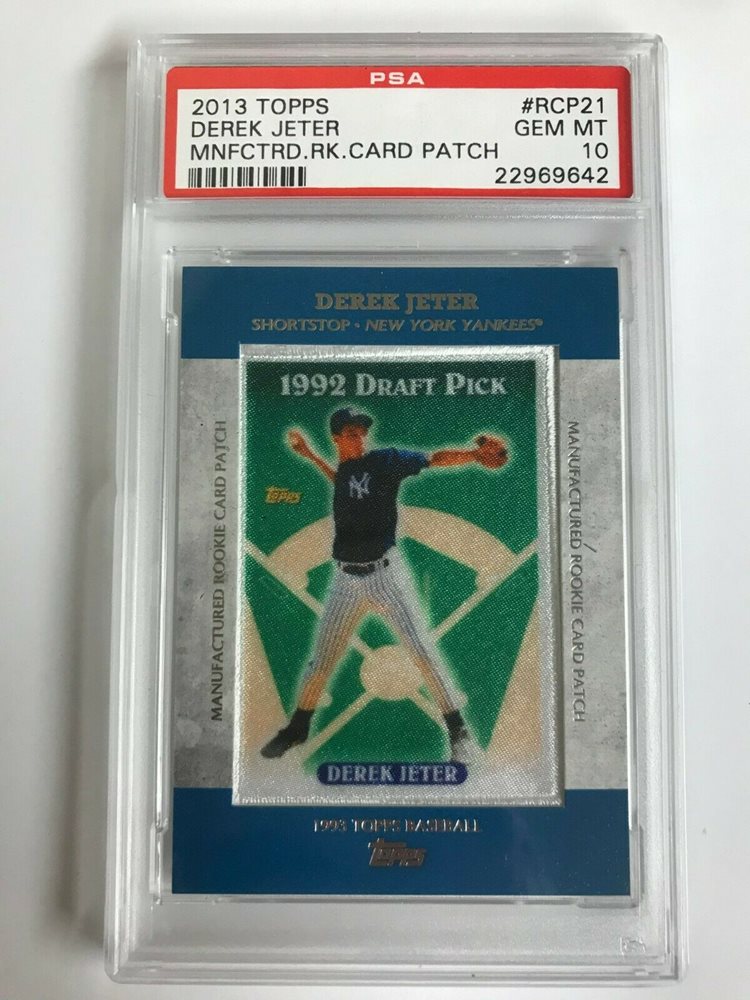 PSA
2013 TOPPS #RCP21
DEREK JETER GEM MT
MNFCTRD.RK.CARD PATCH 10
22969642
DEREK JETER
SHORTSTOP • NEW YORK YANKEES®
1992 DRAFT PICK
NY
TOPPS
MANUFACTURED ROOKIE CARD PATCH
MANUFACTURED ROOKIE CARD PATCH
DEREK JETER
1993 TOPPS BASEBALL
TOPPS